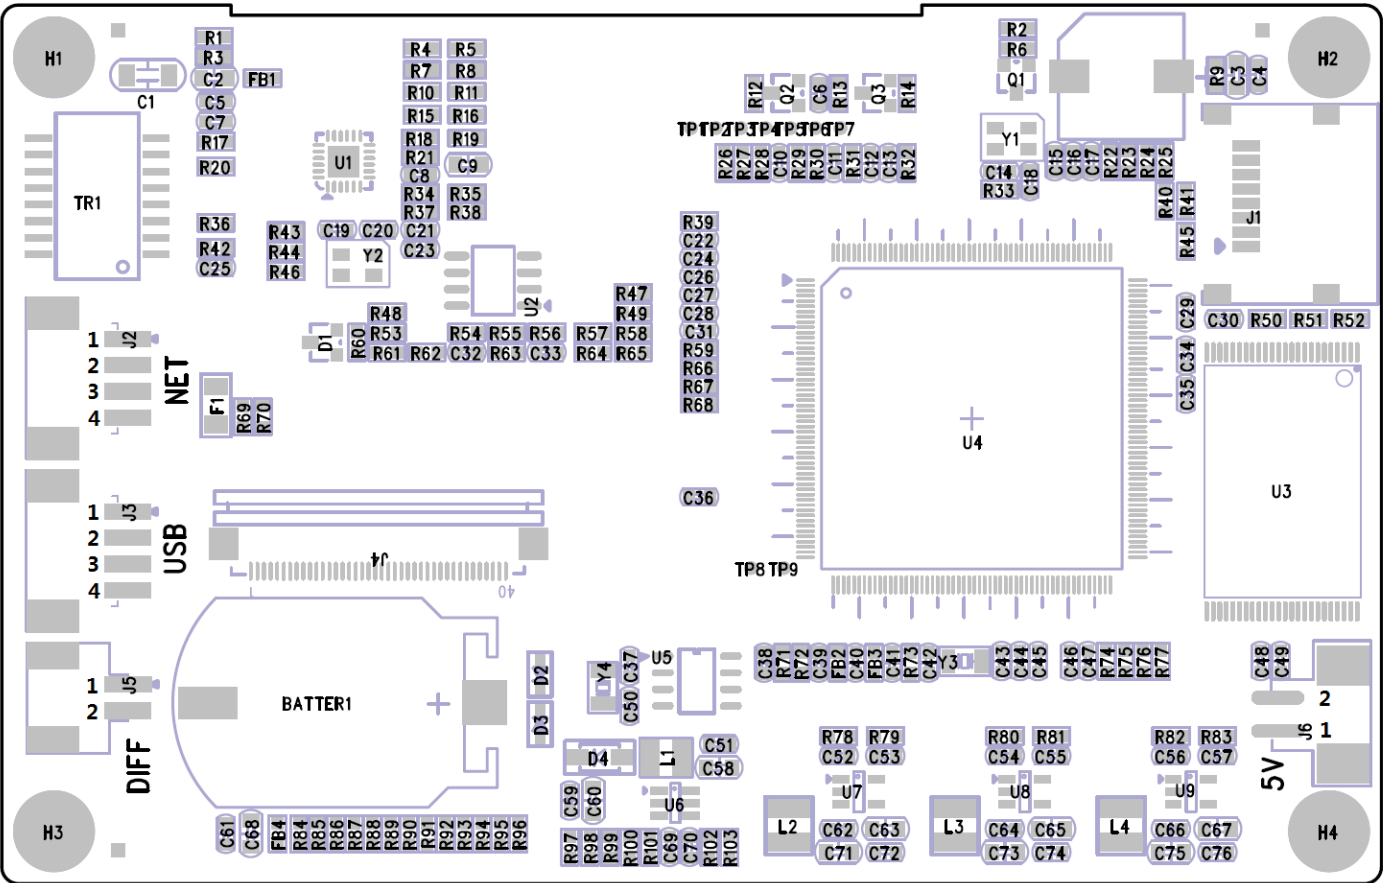 R1
R3
C2 FB1
C5
C7
R17
R20
H1
C1
TR1
R4 R5
R7 R8
R10 R11
R15 R16
R18 R19
R21
C8 C9
R34 R35
R37 R38
C21
C23
U1
R36
R42
C25
R43
R44
R46
C19 C20
Y2
U2
R2
R6
Q1
R12 Q2 C6 R13 Q3 R14
TP1 TP2 TP3 TP4 TP5 TP6 TP7
R26 R27 R28 C10 R29 R30 C11 R31 C12 C13 R32
Y1
C14
R33 C18
C15 C16 C17 R22 R23 R24 R25
R9 C3 C4
H2
R40 R41
R45
J1
R39
C22
C24
C26
C27
C28
C31
R59
R66
R67
R68
C36
R47
R49
R48
R53 R54 R55 R56 R57 R58
D1 R60 R61 R62 C32 R63 C33 R64 R65
C29 C30 R50 R51 R52
C34
C35
U4
U3
1 J2
2
3
4
NET
F1 R69 R70
1 J3
2
3
4
USB
J4
40
TP8 TP9
1 J5
2
DIFF
BATTER1
D2
D3
Y4 C37
C50
U5
C38 R71 R72 C39 FB2 C40 FB3 C41 R73 C42 Y3 C43 C44 C45 C46 C47 R74 R75 R76 R77
C48 C49
2
1 J6
5V
D4 L1 C51
C58
R78 R79
C52 C53
R80 R81
C54 C55
R82 R83
C56 C57
C59 C60 U6
U7 U8 U9
L2 C62 C63
C71 C72
L3 C64 C65
C73 C74
L4 C66 C67
C75 C76
H3
C61 C68 FB4 R84 R85 R86 R87 R88 R89 R90 R91 R92 R93 R94 R95 R96
R97 R98 R99 R100 R101 C69 C70 R102 R103
H4